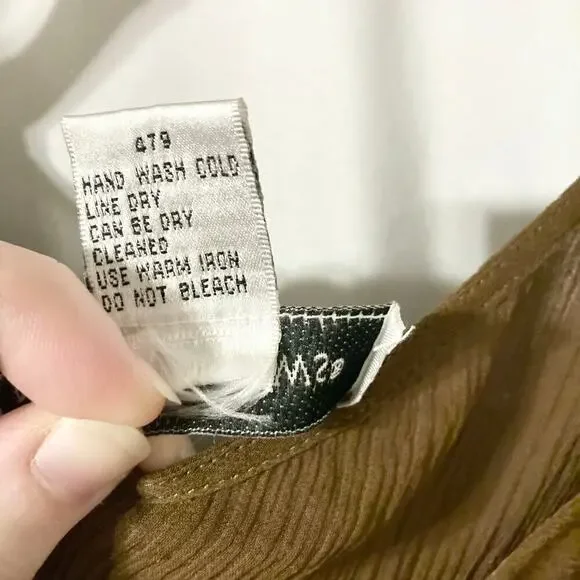 479
HAND WASH COLD
LINE DRY
CAN BE DRY
CLEANED
USE WARM IRON
DO NOT BLEACH